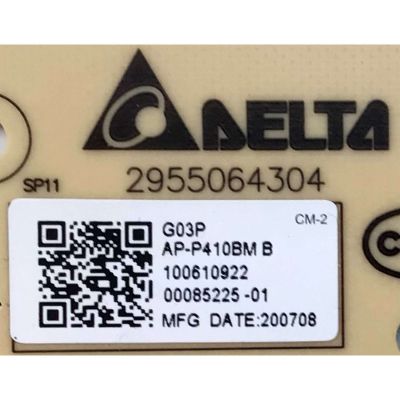 DELTA
2955064304
SP11
CM-2
G03P
AP-P410BM B
100610922
00085225 -01
MFG DATE:200708